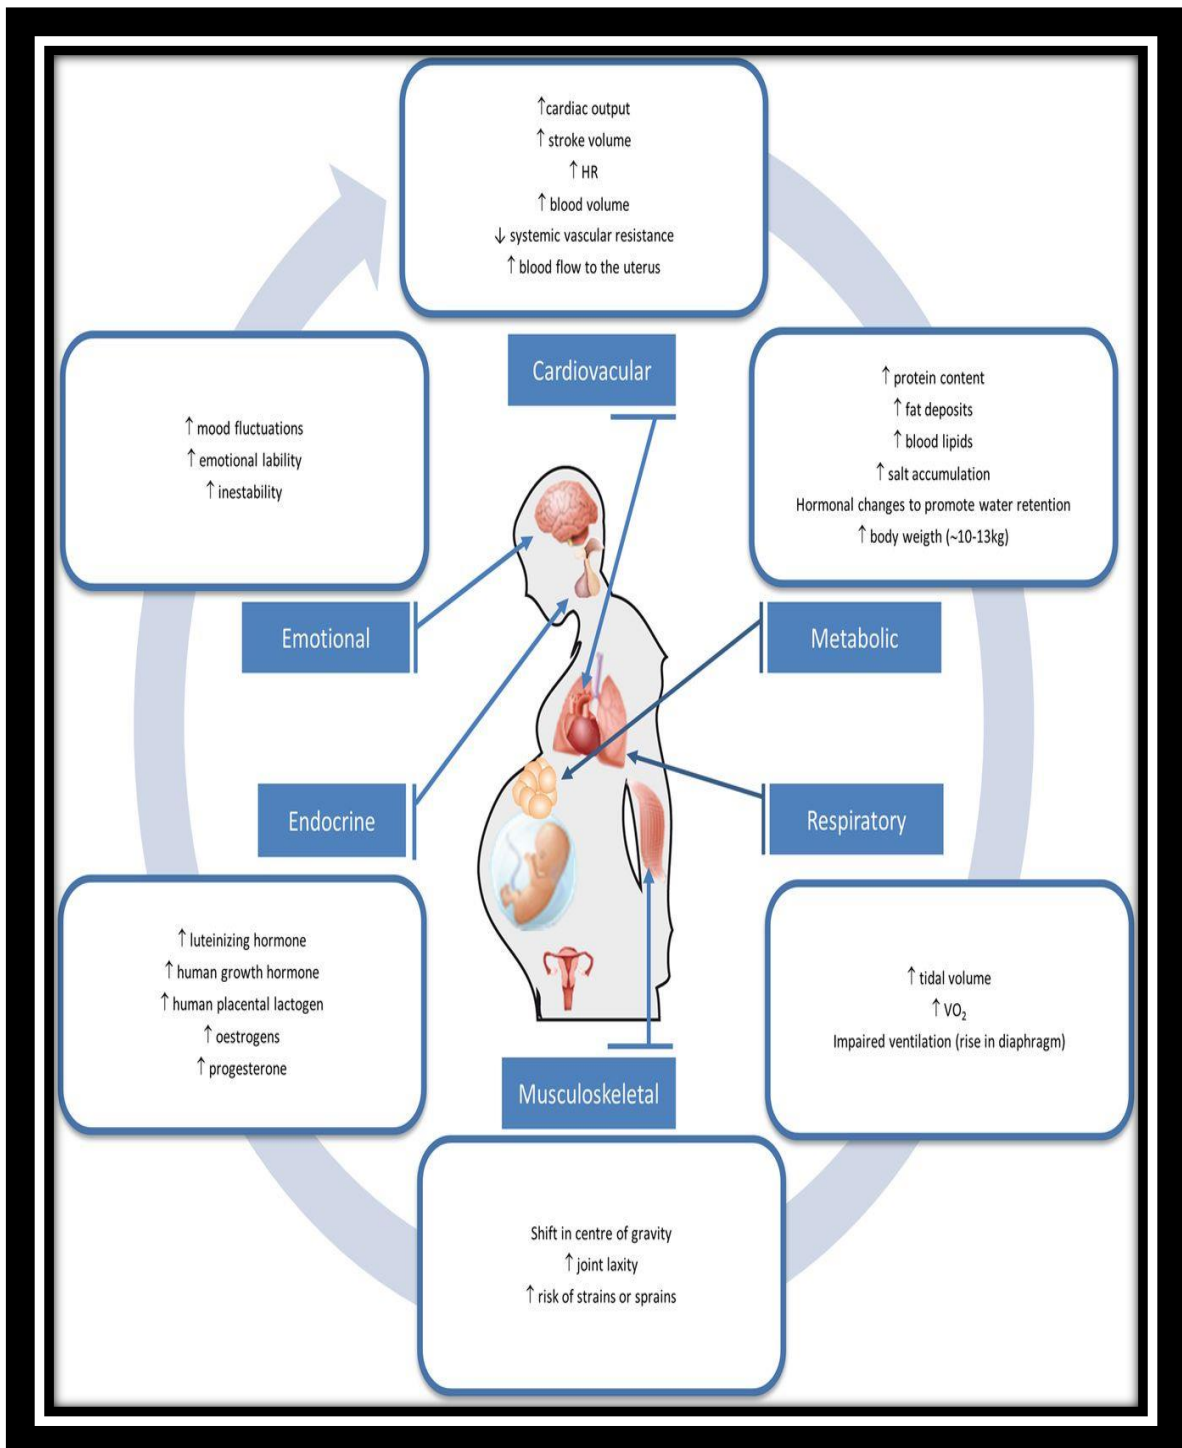 ↑cardiac output
↑ stroke volume
↑ HR
↑ blood volume
↓ systemic vascular resistance
↑ blood flow to the uterus
Cardiovacular
↑ protein content
↑ fat deposits
↑ blood lipids
↑ salt accumulation
Hormonal changes to promote water retention
↑ body weigth (~10-13kg)
Metabolic
Respiratory
↑ tidal volume
↑ VO₂
Impaired ventilation (rise in diaphragm)
Musculoskeletal
Shift in centre of gravity
↑ joint laxity
↑ risk of strains or sprains
Endocrine
↑ luteinizing hormone
↑ human growth hormone
↑ human placental lactogen
↑ oestrogens
↑ progesterone
↑ mood fluctuations
↑ emotional lability
↑ inestability
Emotional